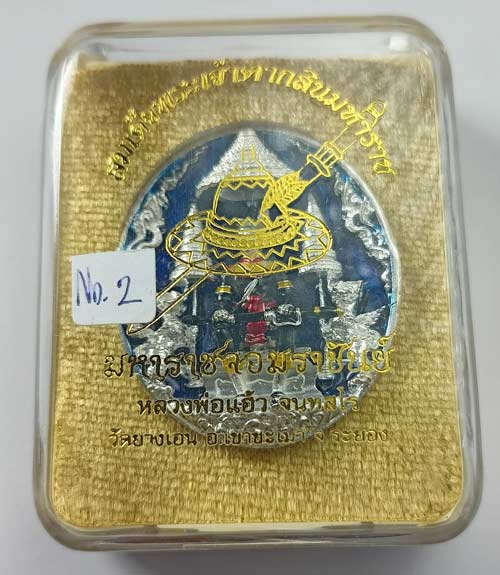 สมเด็จพระเจ้าตากสินมหาราช
No. 2
มหาราชจอมราชันย์
หลวงพ่อแอ๋ว จนฺทสโร
วัดยางเอน อ.เขาชะเมา จ.ระยอง